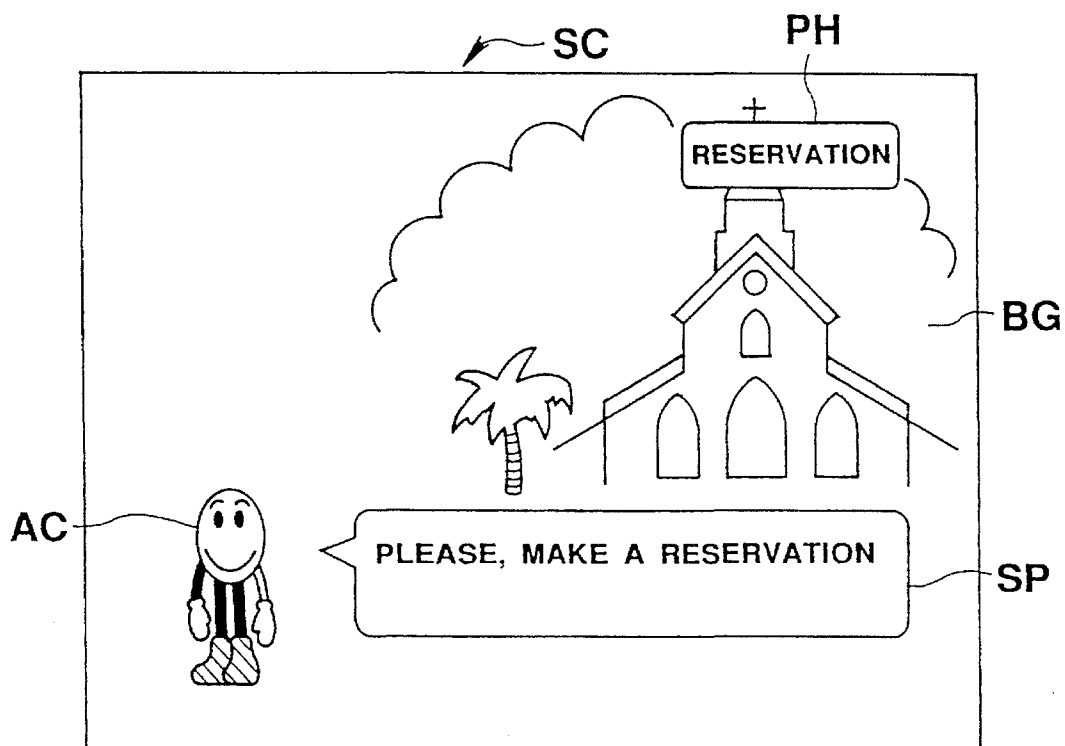 SC
PH
RESERVATION
BG
AC
PLEASE, MAKE A RESERVATION
SP